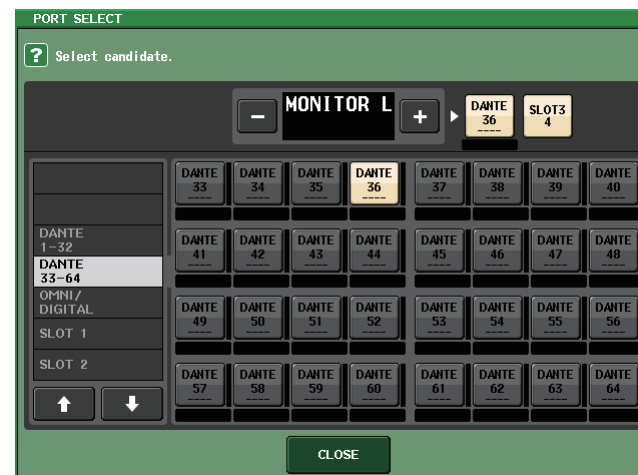 PORT SELECT
? Select candidate.
− MONITOR L + DANTE 36 ---- SLOT3 4
DANTE 33 ---- DANTE 34 ---- DANTE 35 ---- DANTE 36 ---- DANTE 37 ---- DANTE 38 ---- DANTE 39 ---- DANTE 40 ----
DANTE 1-32
DANTE 41 ---- DANTE 42 ---- DANTE 43 ---- DANTE 44 ---- DANTE 45 ---- DANTE 46 ---- DANTE 47 ---- DANTE 48 ----
DANTE 33-64
OMNI/DIGITAL
DANTE 49 ---- DANTE 50 ---- DANTE 51 ---- DANTE 52 ---- DANTE 53 ---- DANTE 54 ---- DANTE 55 ---- DANTE 56 ----
SLOT 1
SLOT 2
DANTE 57 ---- DANTE 58 ---- DANTE 59 ---- DANTE 60 ---- DANTE 61 ---- DANTE 62 ---- DANTE 63 ---- DANTE 64 ----
CLOSE